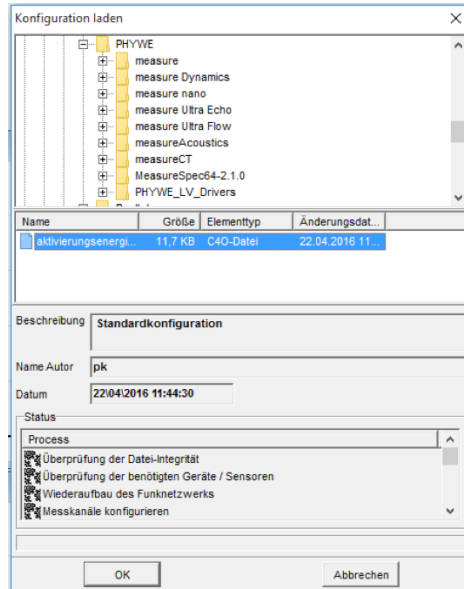 Konfiguration laden
PHYWE
measure
measure Dynamics
measure nano
measure Ultra Echo
measure Ultra Flow
measureAcoustics
measureCT
MeasureSpec64-2.1.0
PHYWE_LV_Drivers
Name Größe Elementtyp Änderungsdat...
aktivierungsenergi... 11,7 KB C4O-Datei 22.04.2016 11...
Beschreibung Standardkonfiguration
Name Autor pk
Datum 22\04\2016 11:44:30
Status
Process
Überprüfung der Datei-Integrität
Überprüfung der benötigten Geräte / Sensoren
Wiederaufbau des Funknetzwerks
Messkanäle konfigurieren
OK Abbrechen